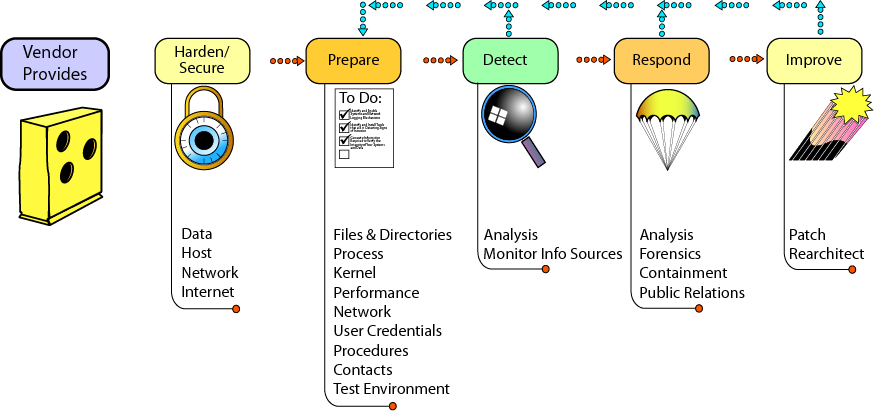 Vendor
Provides
Harden/
Secure
Prepare
Detect
Respond
Improve
To Do:
Data
Host
Network
Internet
Files & Directories
Process
Kernel
Performance
Network
User Credentials
Procedures
Contacts
Test Environment
Analysis
Monitor Info Sources
Analysis
Forensics
Containment
Public Relations
Patch
Rearchitect